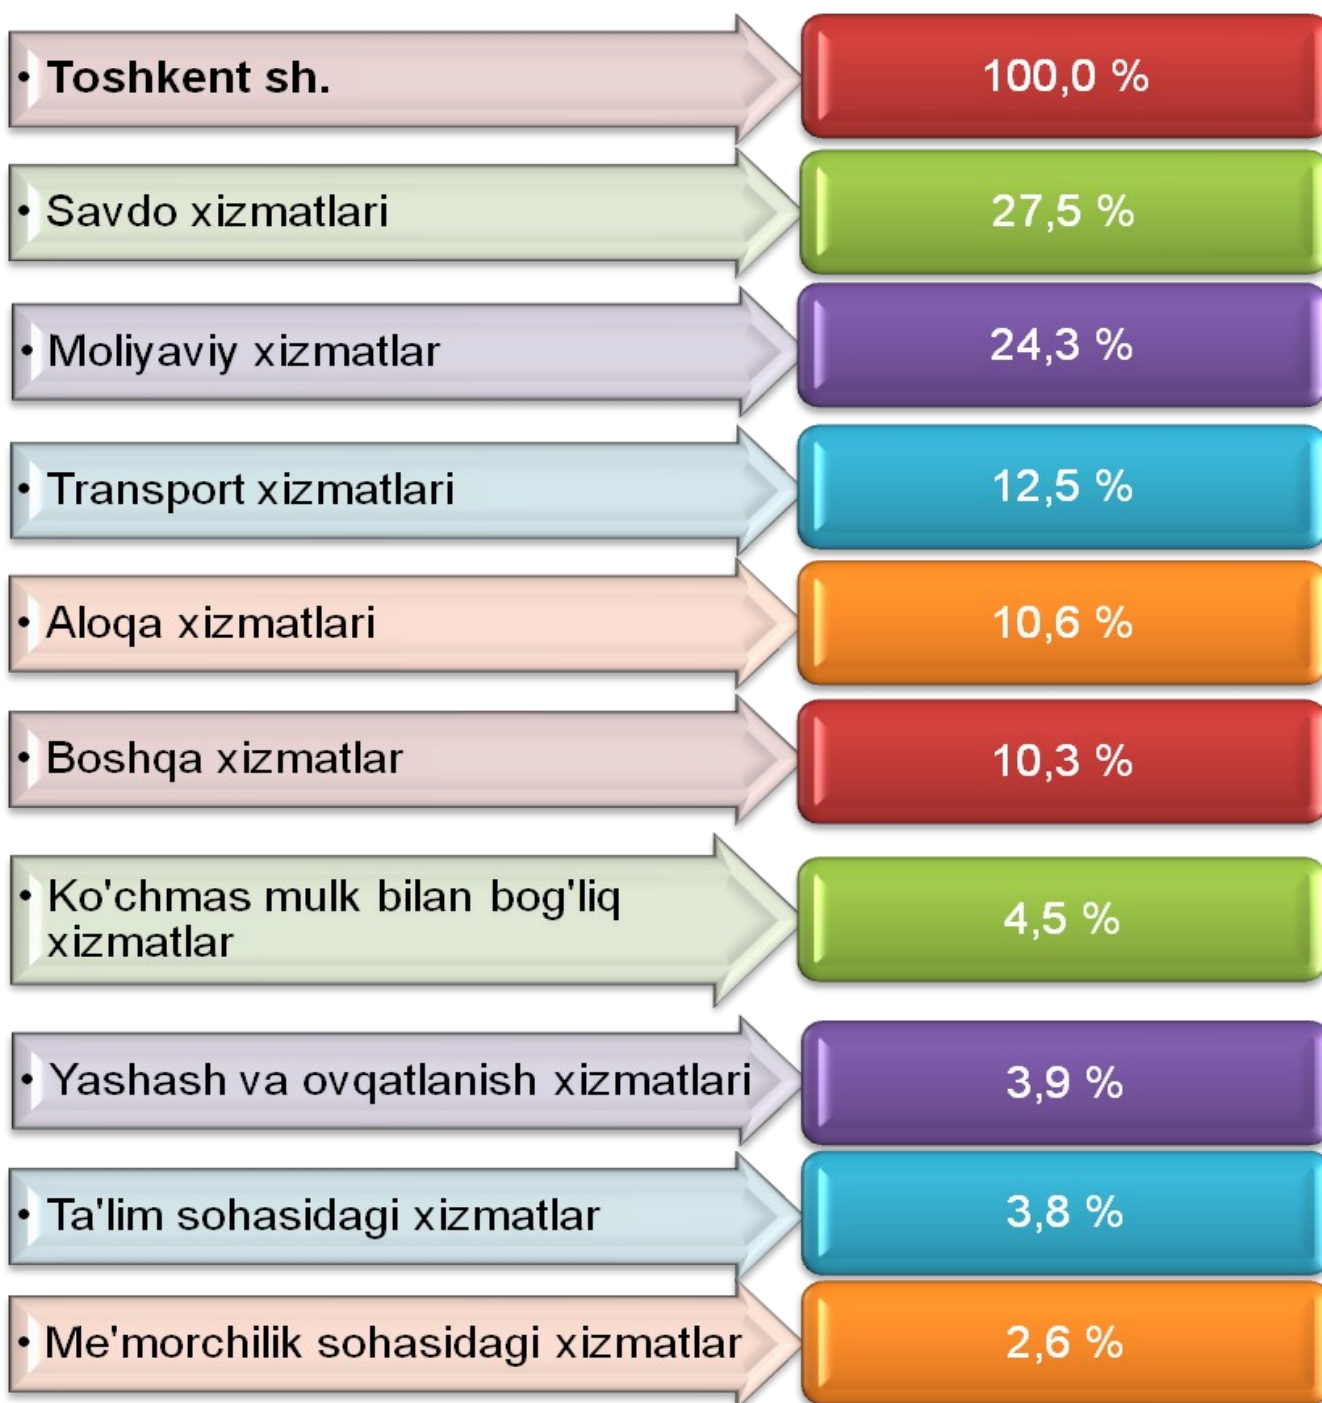 • Toshkent sh.
100,0 %
• Savdo xizmatlari
27,5 %
• Moliyaviy xizmatlar
24,3 %
• Transport xizmatlari
12,5 %
• Aloqa xizmatlari
10,6 %
• Boshqa xizmatlar
10,3 %
• Ko'chmas mulk bilan bog'liq
xizmatlar
4,5 %
• Yashash va ovqatlanish xizmatlari
3,9 %
• Ta'lim sohasidagi xizmatlar
3,8 %
• Me'morchilik sohasidagi xizmatlar
2,6 %